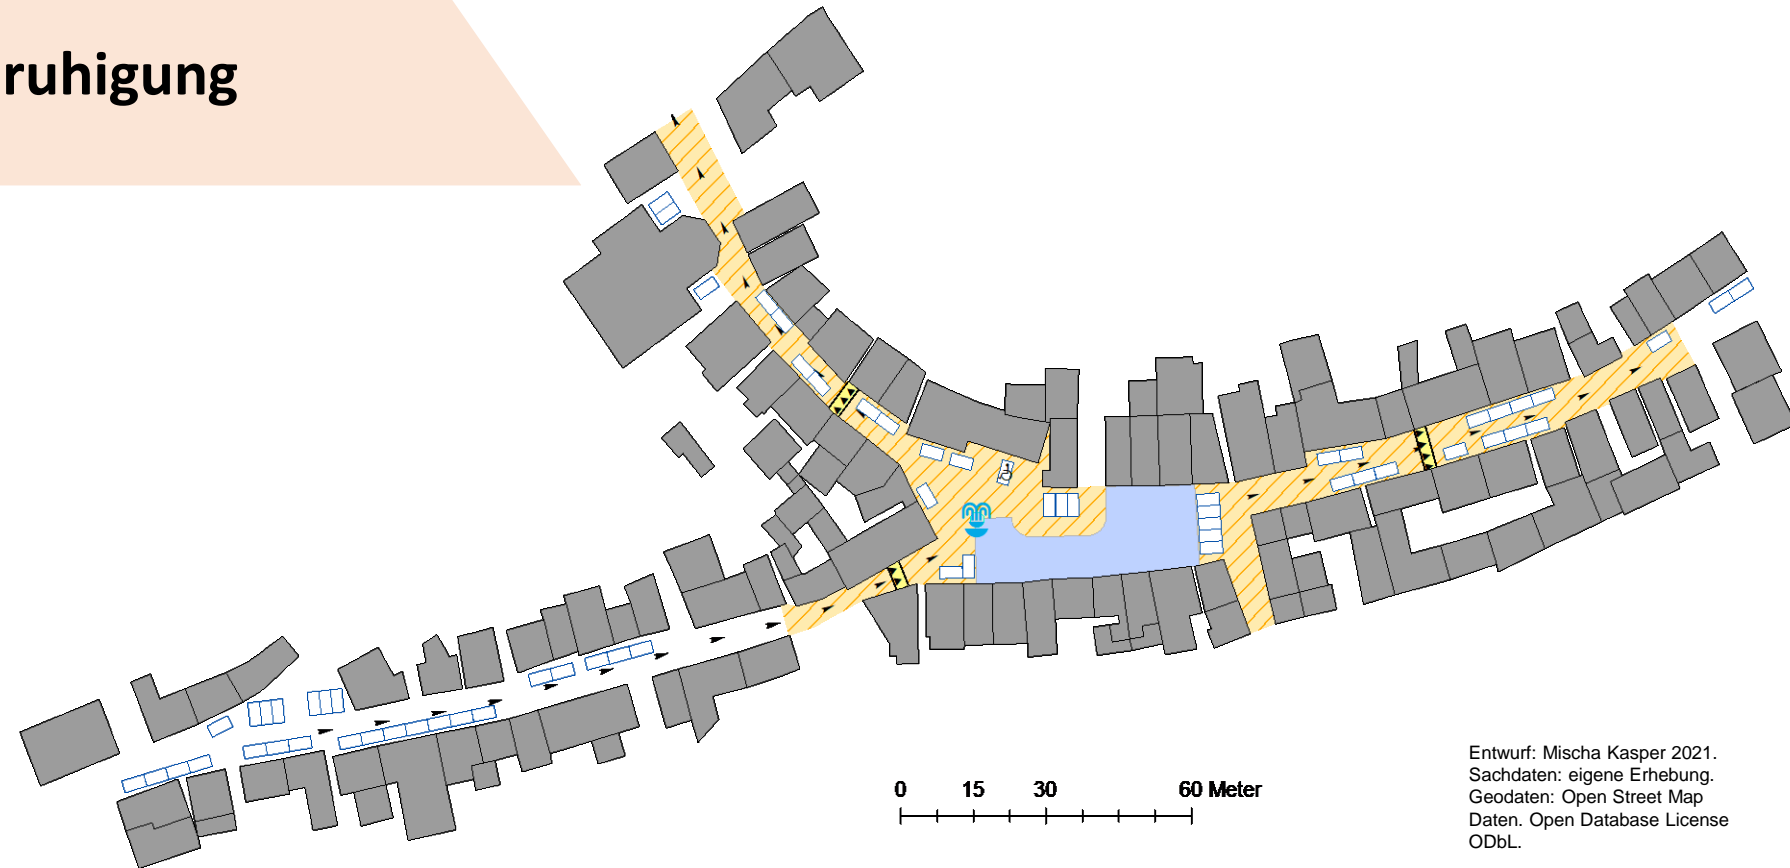 ruhigung
0 15 30 60 Meter
Entwurf: Mischa Kasper 2021.
Sachdaten: eigene Erhebung.
Geodaten: Open Street Map
Daten. Open Database License
ODbL.